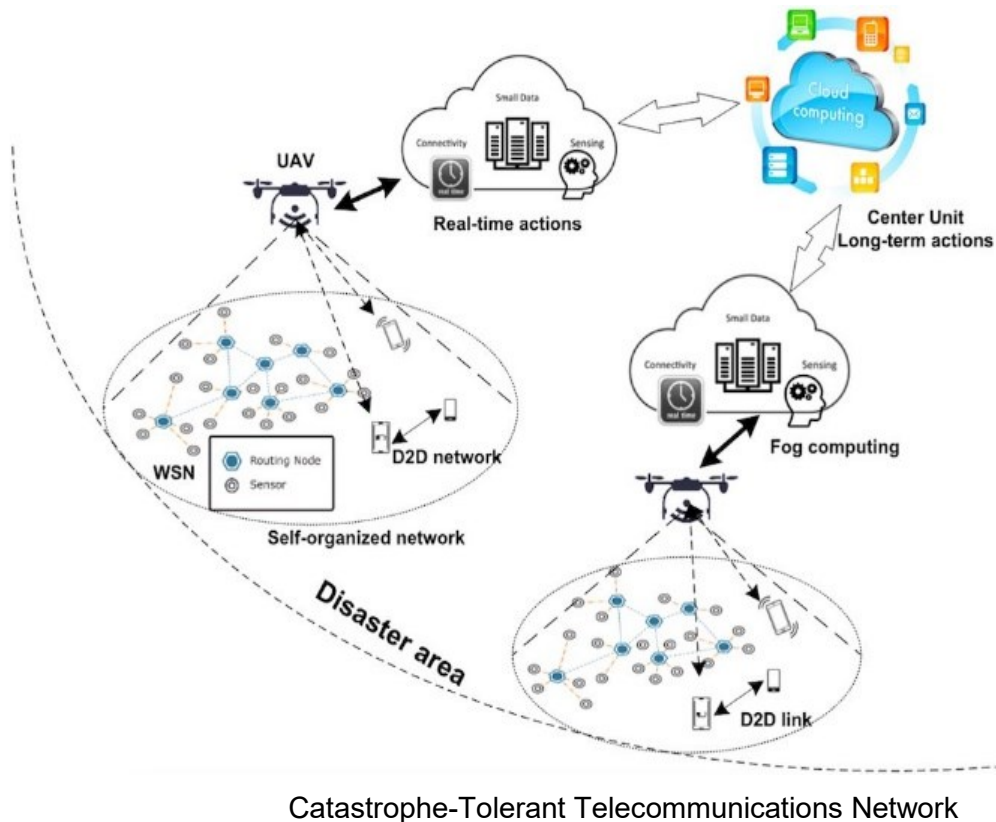 Cloud
computing
Small Data
Connectivity
Sensing
real time
UAV
Real-time actions
Center Unit
Long-term actions
Small Data
Connectivity
Sensing
real time
Fog computing
WSN
Routing Node
Sensor
D2D network
Self-organized network
Disaster area
D2D link
Catastrophe-Tolerant Telecommunications Network